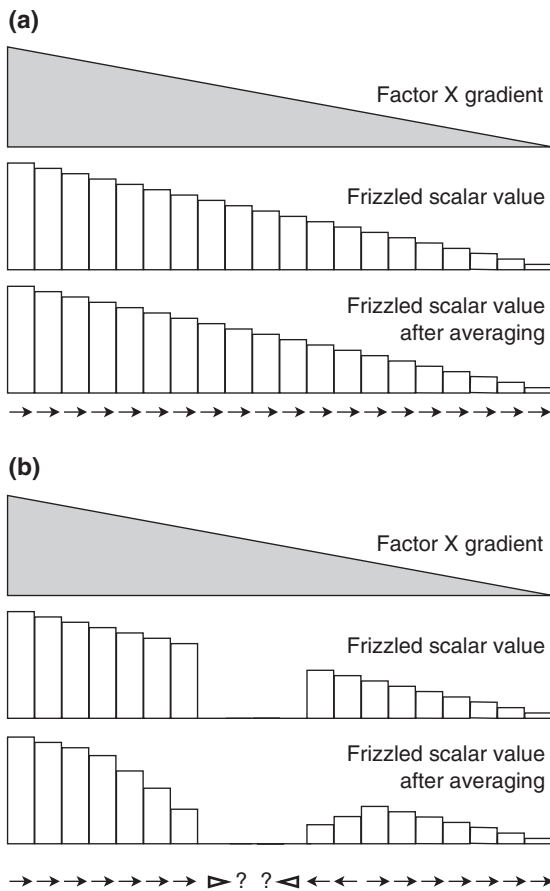 (a)
Factor X gradient
Frizzled scalar value
Frizzled scalar value
after averaging
(b)
Factor X gradient
Frizzled scalar value
Frizzled scalar value
after averaging
? ?